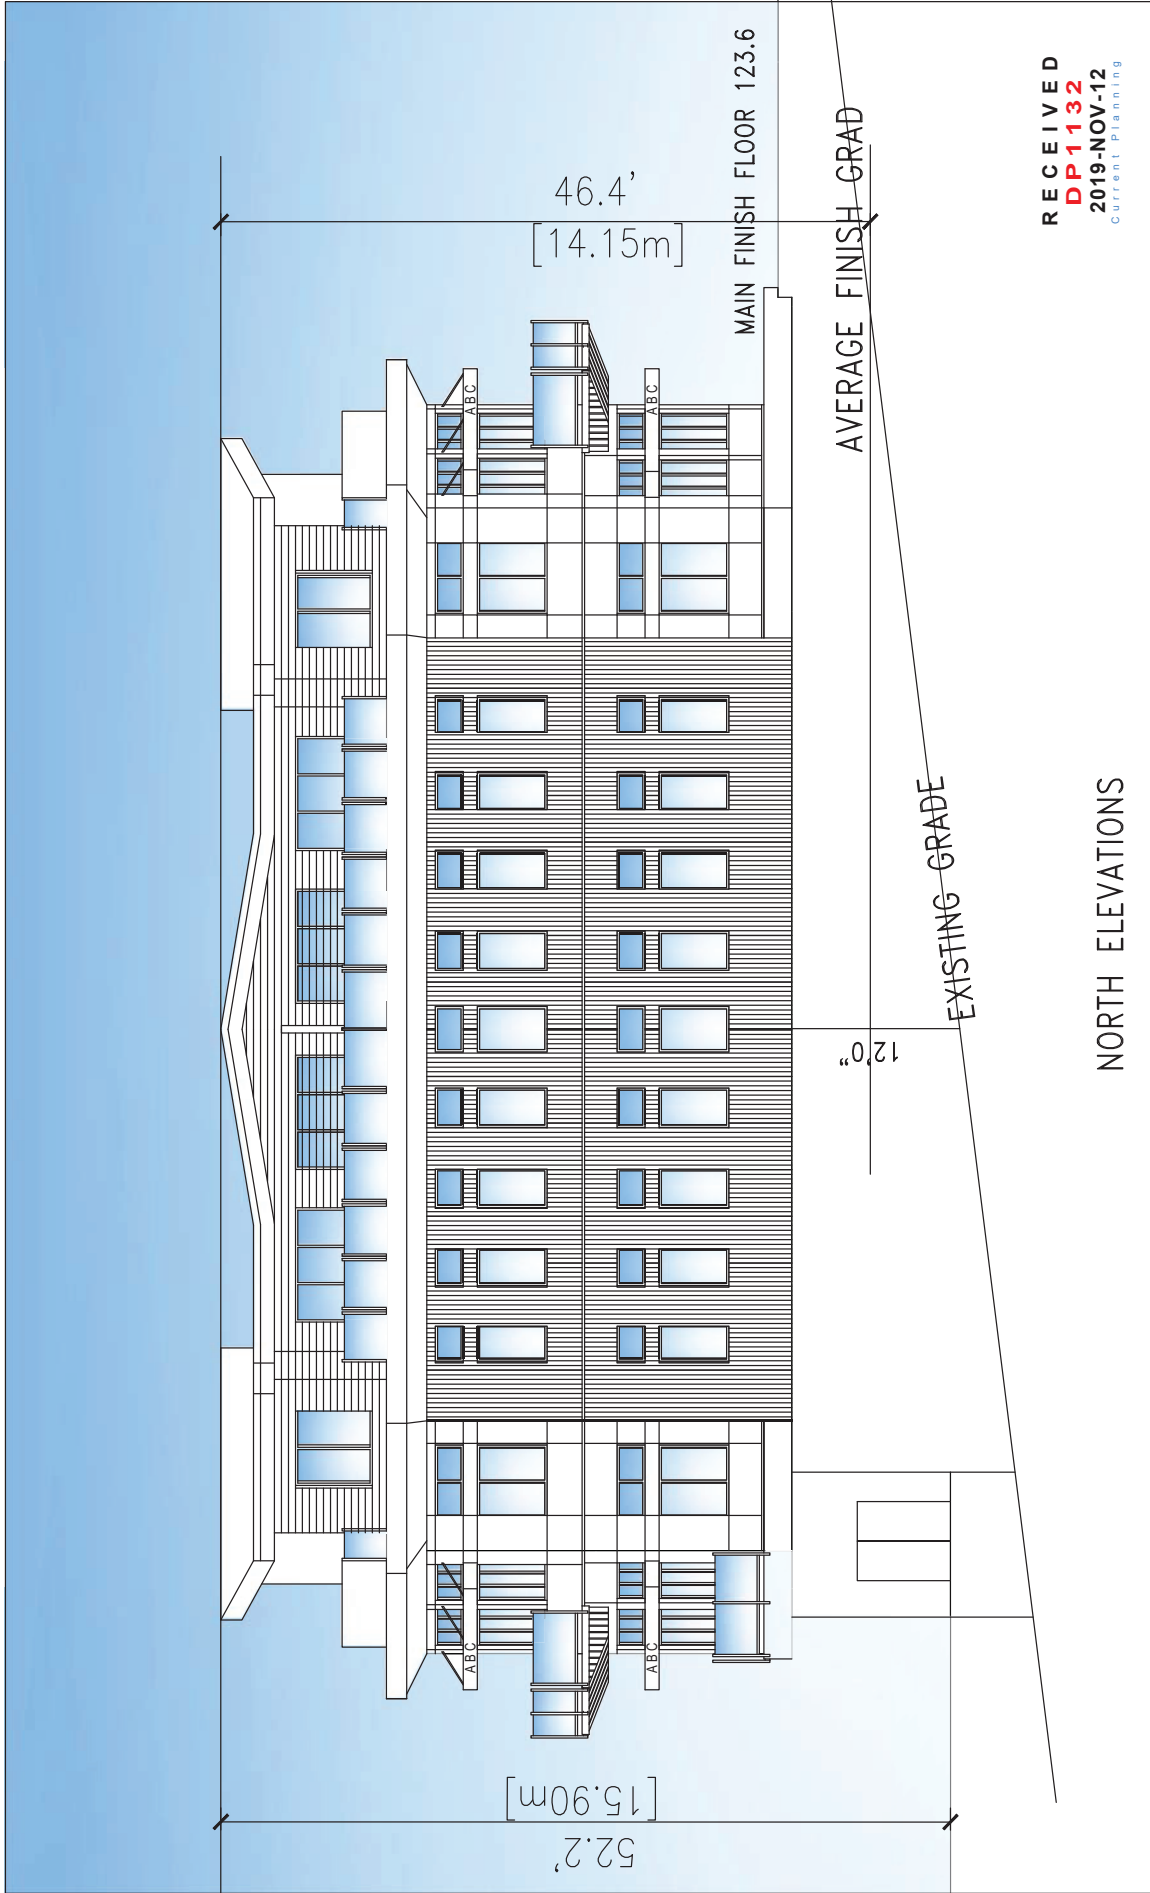 46.4'
[14.15m]
MAIN FINISH FLOOR 123.6
AVERAGE FINISH GRAD
ABC
ABC
EXISTING GRADE
12'0"
ABC
ABC
52.2'
[15.90m]
NORTH ELEVATIONS
RECEIVED
DP1132
2019-NOV-12
Current Planning